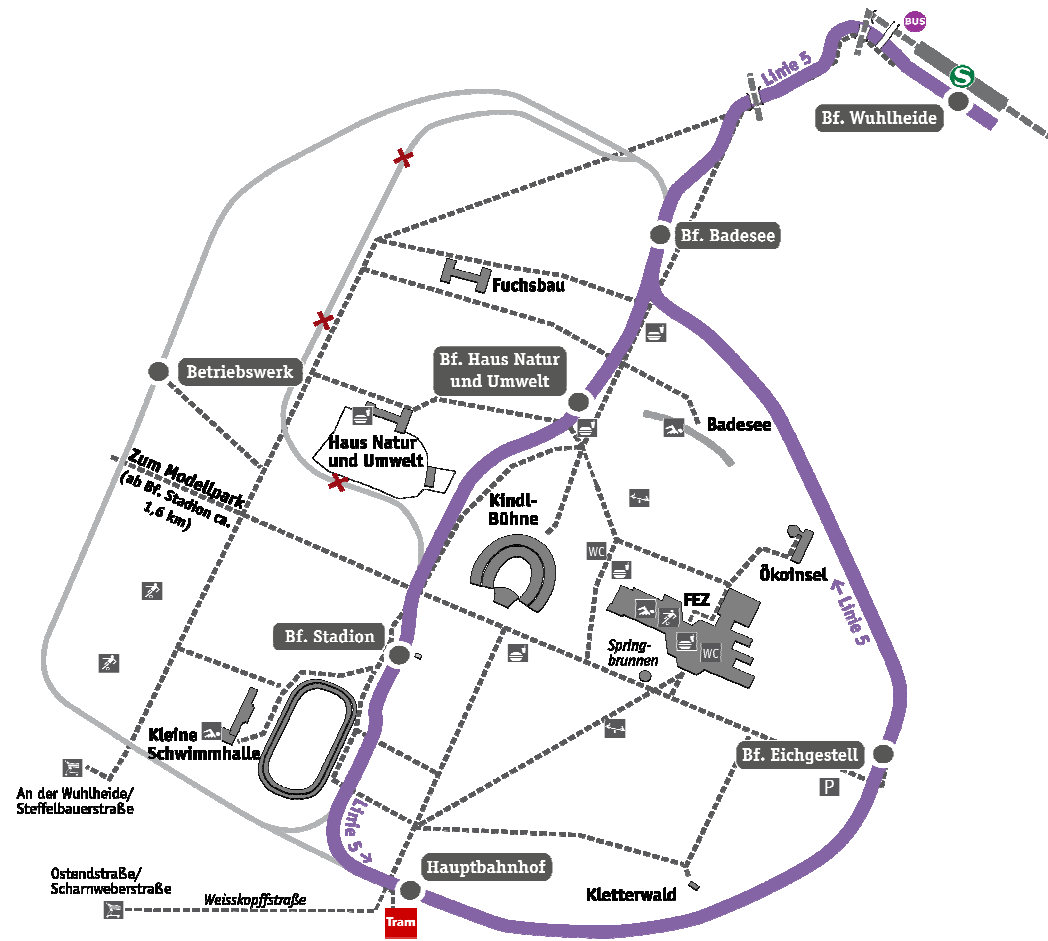 BUS
Linie 5
S
Bf. Wuhlheide
Bf. Badesee
Fuchsbau
Bf. Haus Natur
und Umwelt
Betriebswerk
Badesee
Haus Natur
und Umwelt
Zum Modellpark
(ab Bf. Stadion ca.
1,6 km)
Kindl-
Bühne
WC
Ökoinsel
FEZ
Linie 5
Bf. Stadion
Spring-
brunnen
WC
Kleine
Schwimmhalle
Bf. Eichgestell
P
An der Wuhlheide/
Steffelbauerstraße
Linie 5
Hauptbahnhof
Ostendstraße/
Scharnweberstraße
Weisskopffstraße
Kletterwald
Tram